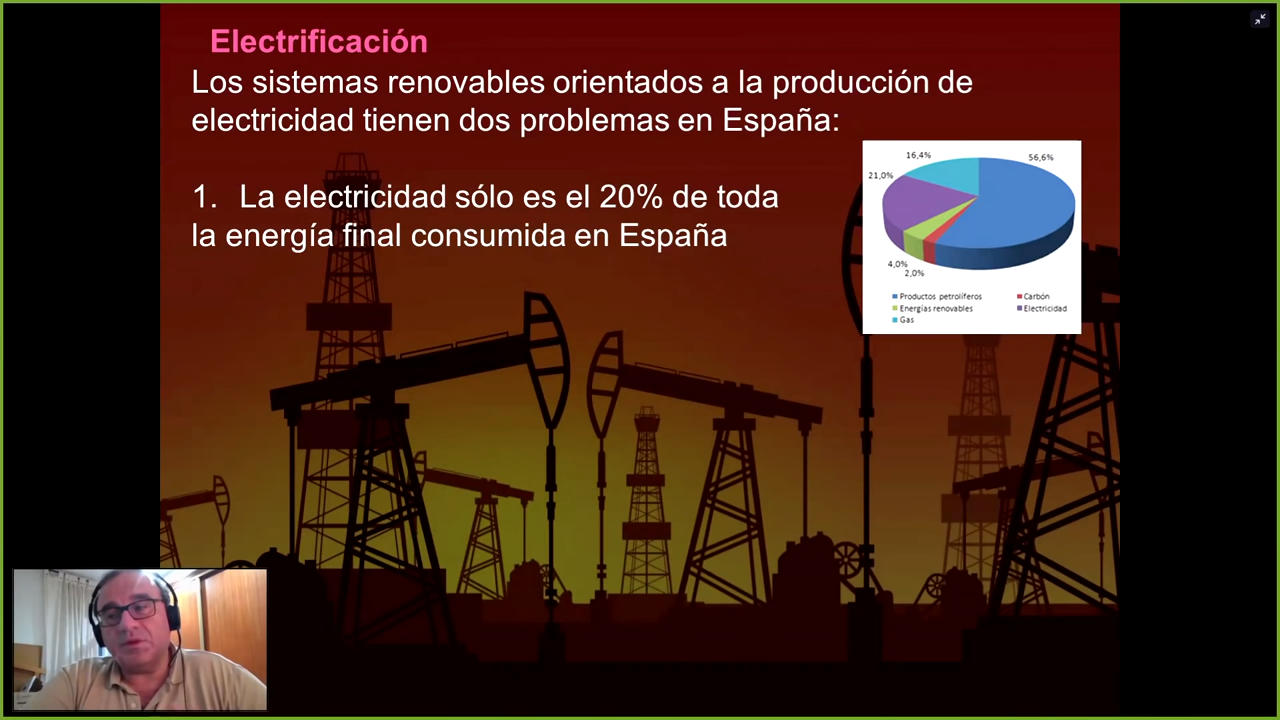 Electrificación
Los sistemas renovables orientados a la producción de
electricidad tienen dos problemas en España:
1. La electricidad sólo es el 20% de toda
la energía final consumida en España
16,4%
56,6%
21,0%
4,0%
2,0%
Productos petrolíferos
Carbón
Energías renovables
Electricidad
Gas